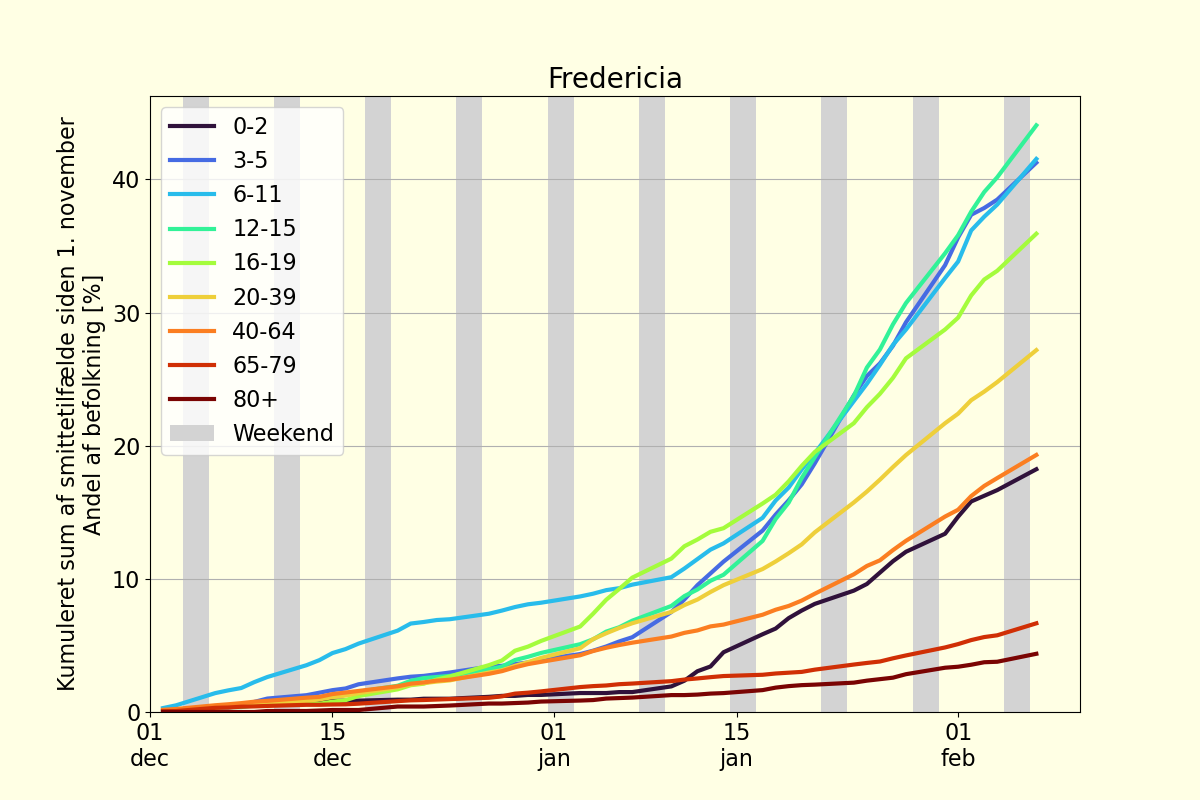 Fredericia
Kumuleret sum af smittetilfælde siden 1. november
Andel af befolkning [%]
40
30
20
10
0
0-2
3-5
6-11
12-15
16-19
20-39
40-64
65-79
80+
Weekend
01 15 01 15 01
dec dec jan jan feb